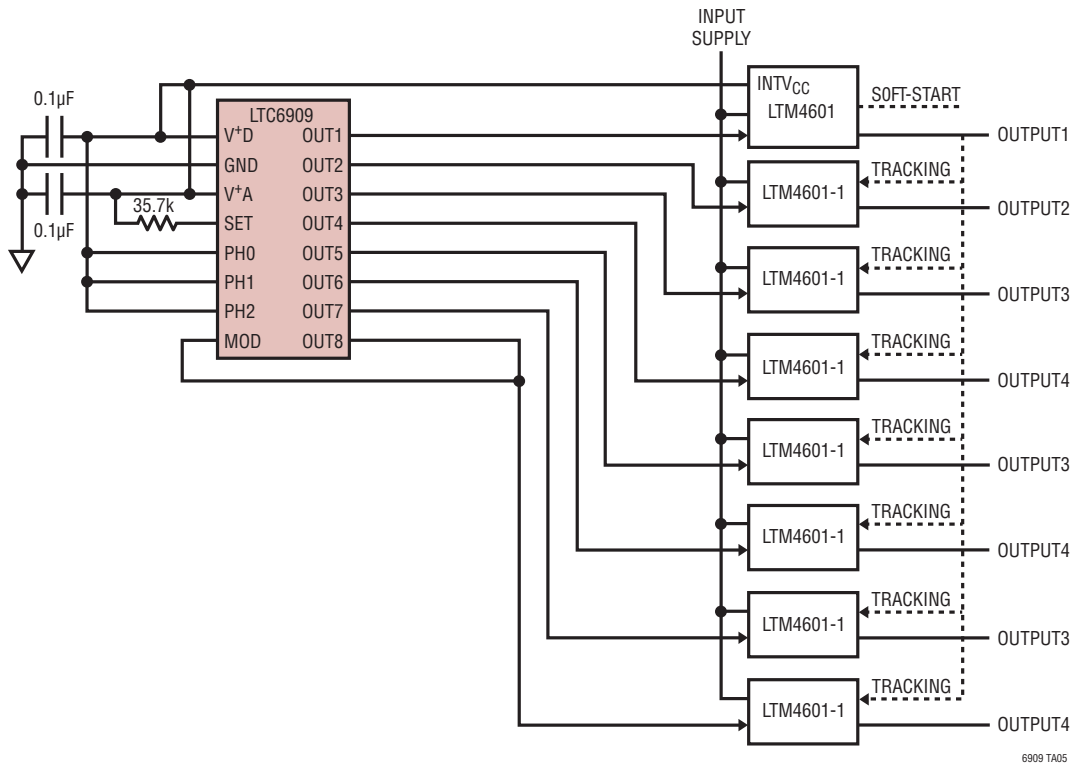 INPUT
SUPPLY
0.1µF
0.1µF
35.7k
LTC6909
V+D OUT1
GND OUT2
V+A OUT3
SET OUT4
PH0 OUT5
PH1 OUT6
PH2 OUT7
MOD OUT8
INTVCC
LTM4601
SOFT-START
OUTPUT1
TRACKING
LTM4601-1
OUTPUT2
TRACKING
LTM4601-1
OUTPUT3
TRACKING
LTM4601-1
OUTPUT4
TRACKING
LTM4601-1
OUTPUT3
TRACKING
LTM4601-1
OUTPUT4
TRACKING
LTM4601-1
OUTPUT3
TRACKING
LTM4601-1
OUTPUT4
6909 TA05